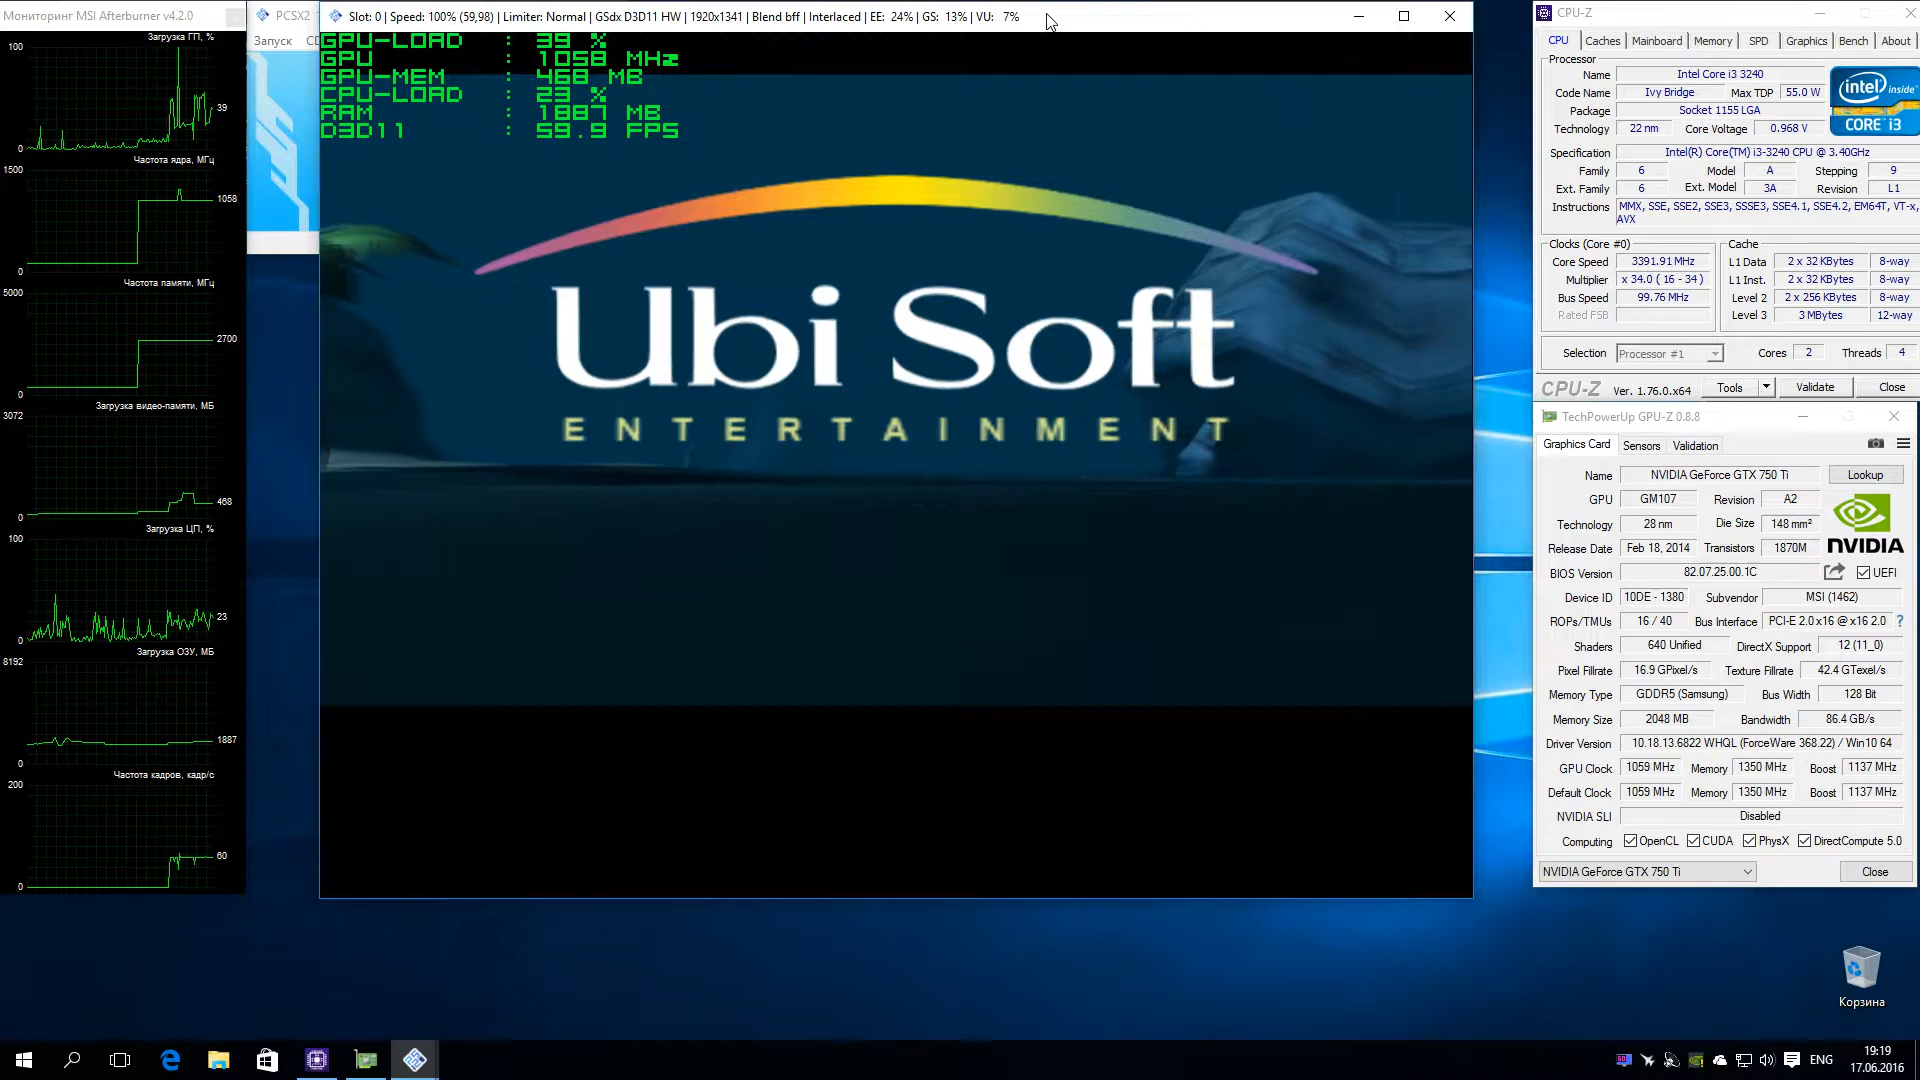 Мониторинг MSI Afterburner v4.2.0
Загрузка ГП, %
100
39
0
Частота ядра, МГц
1500
1058
0
Частота памяти, МГц
5000
2700
0
Загрузка видео-памяти, МБ
3072
468
0
Загрузка ЦП, %
100
23
0
Загрузка ОЗУ, МБ
8192
1887
0
Частота кадров, кадр/с
200
60
0
PCSX2
Запуск
Slot: 0 | Speed: 100% (59,98) | Limiter: Normal | GSdx D3D11 HW | 1920x1341 | Blend bff | Interlaced | EE: 24% | GS: 13% | VU: 7%
GPU-LOAD : 39 %
GPU : 1058 MHz
GPU-MEM : 468 MB
CPU-LOAD : 23 %
RAM : 1887 MB
D3D11 : 59.9 FPS
Ubi Soft
ENTERTAINMENT
CPU-Z
CPU Caches Mainboard Memory SPD Graphics Bench About
Processor
Name Intel Core i3 3240
Code Name Ivy Bridge Max TDP 55.0 W
Package Socket 1155 LGA
Technology 22 nm Core Voltage 0.968 V
intel inside
CORE i3
Specification Intel(R) Core(TM) i3-3240 CPU @ 3.40GHz
Family 6 Model A Stepping 9
Ext. Family 6 Ext. Model 3A Revision L1
Instructions MMX, SSE, SSE2, SSE3, SSSE3, SSE4.1, SSE4.2, EM64T, VT-x,
AVX
Clocks (Core #0)
Core Speed 3391.91 MHz
Multiplier x 34.0 ( 16 - 34 )
Bus Speed 99.76 MHz
Rated FSB
Cache
L1 Data 2 x 32 KBytes 8-way
L1 Inst. 2 x 32 KBytes 8-way
Level 2 2 x 256 KBytes 8-way
Level 3 3 MBytes 12-way
Selection Processor #1 Cores 2 Threads 4
CPU-Z Ver. 1.76.0.x64 Tools Validate Close
TechPowerUp GPU-Z 0.8.8
Graphics Card Sensors Validation
Name NVIDIA GeForce GTX 750 Ti Lookup
GPU GM107 Revision A2
Technology 28 nm Die Size 148 mm²
Release Date Feb 18, 2014 Transistors 1870M
NVIDIA
BIOS Version 82.07.25.00.1C UEFI
Device ID 10DE - 1380 Subvendor MSI (1462)
ROPs/TMUs 16 / 40 Bus Interface PCI-E 2.0 x16 @ x16 2.0 ?
Shaders 640 Unified DirectX Support 12 (11_0)
Pixel Fillrate 16.9 GPixel/s Texture Fillrate 42.4 GTexel/s
Memory Type GDDR5 (Samsung) Bus Width 128 Bit
Memory Size 2048 MB Bandwidth 86.4 GB/s
Driver Version 10.18.13.6822 WHQL (ForceWare 368.22) / Win10 64
GPU Clock 1059 MHz Memory 1350 MHz Boost 1137 MHz
Default Clock 1059 MHz Memory 1350 MHz Boost 1137 MHz
NVIDIA SLI Disabled
Computing OpenCL CUDA PhysX DirectCompute 5.0
NVIDIA GeForce GTX 750 Ti Close
Корзина
ENG
19:19
17.06.2016